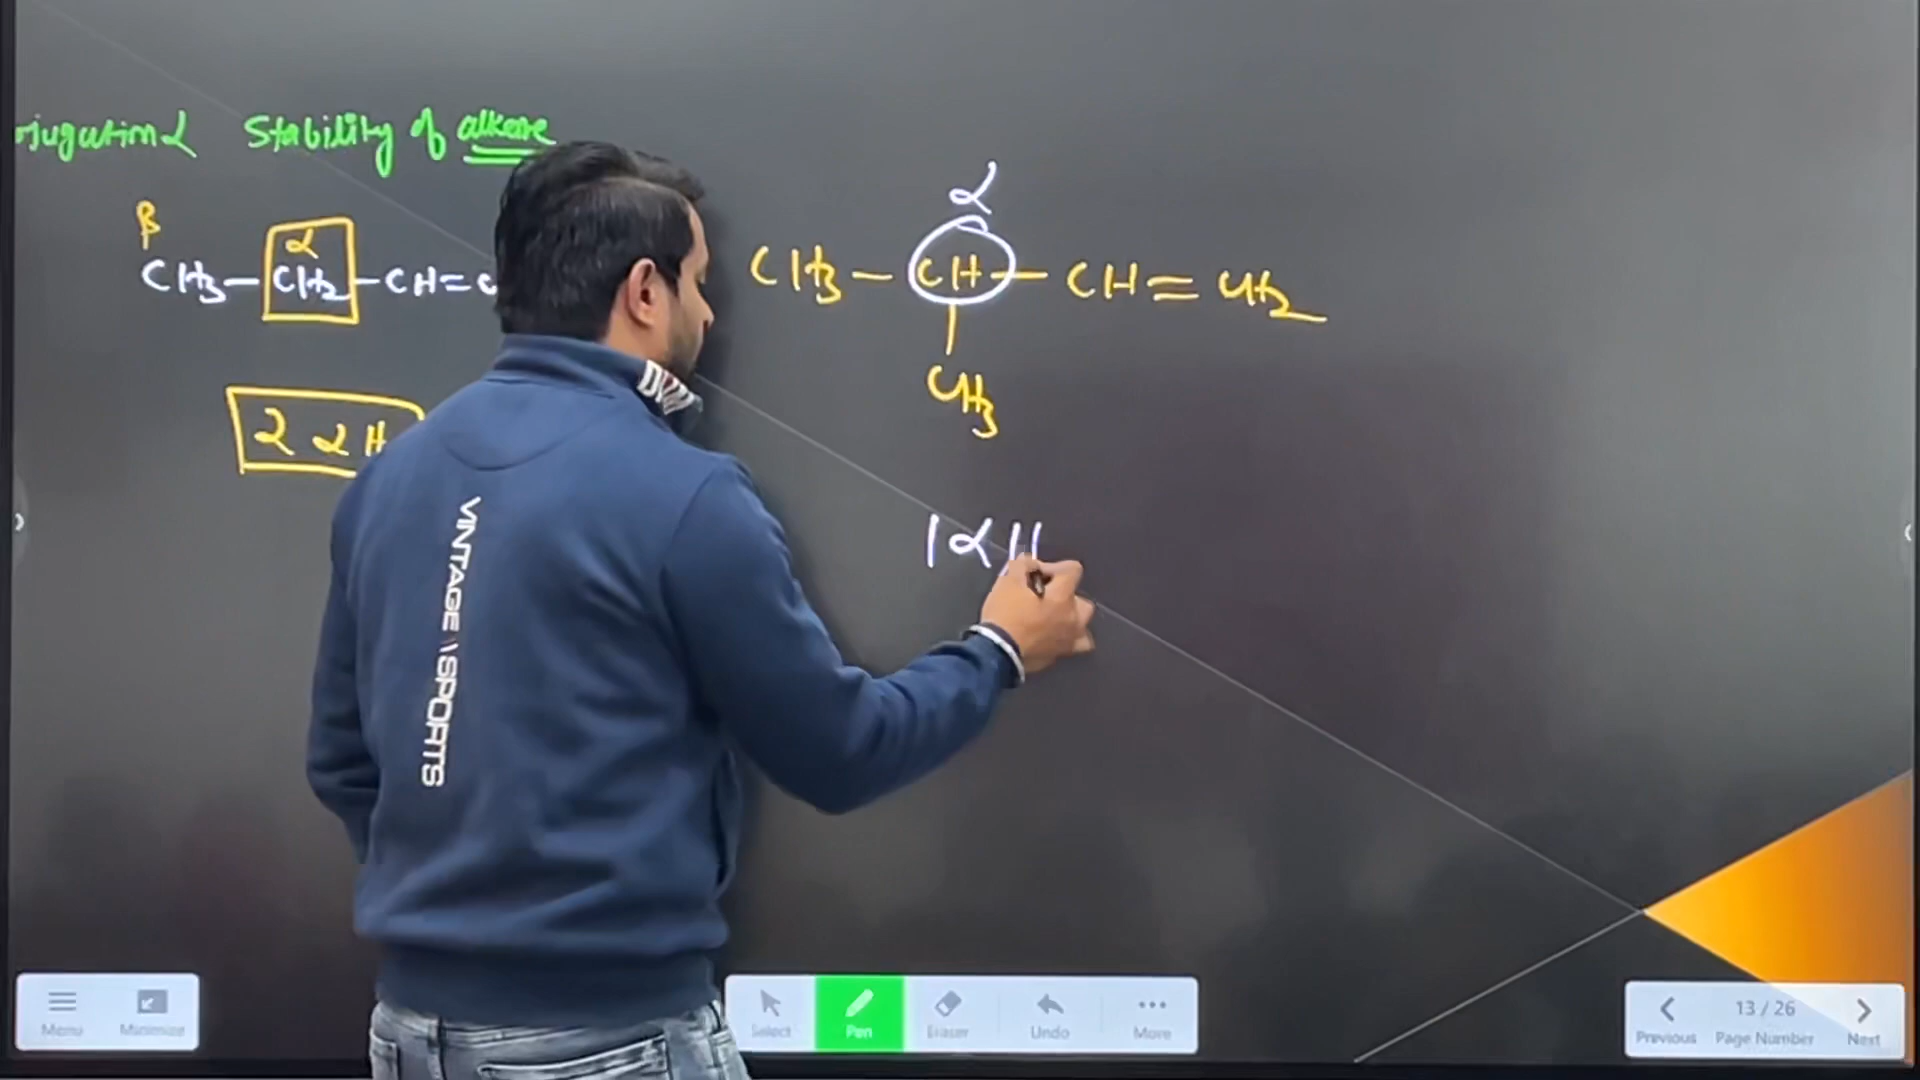 Stability of alkene
β
α
CH3-CH2-CH=
2 α H
α
CH3-CH-CH=CH2
CH3
1 α H
VINTAGE \\ SPORTS
Menu
Minimize
Select
Pen
Eraser
Undo
More
13 / 26
Previous
Page Number
Next